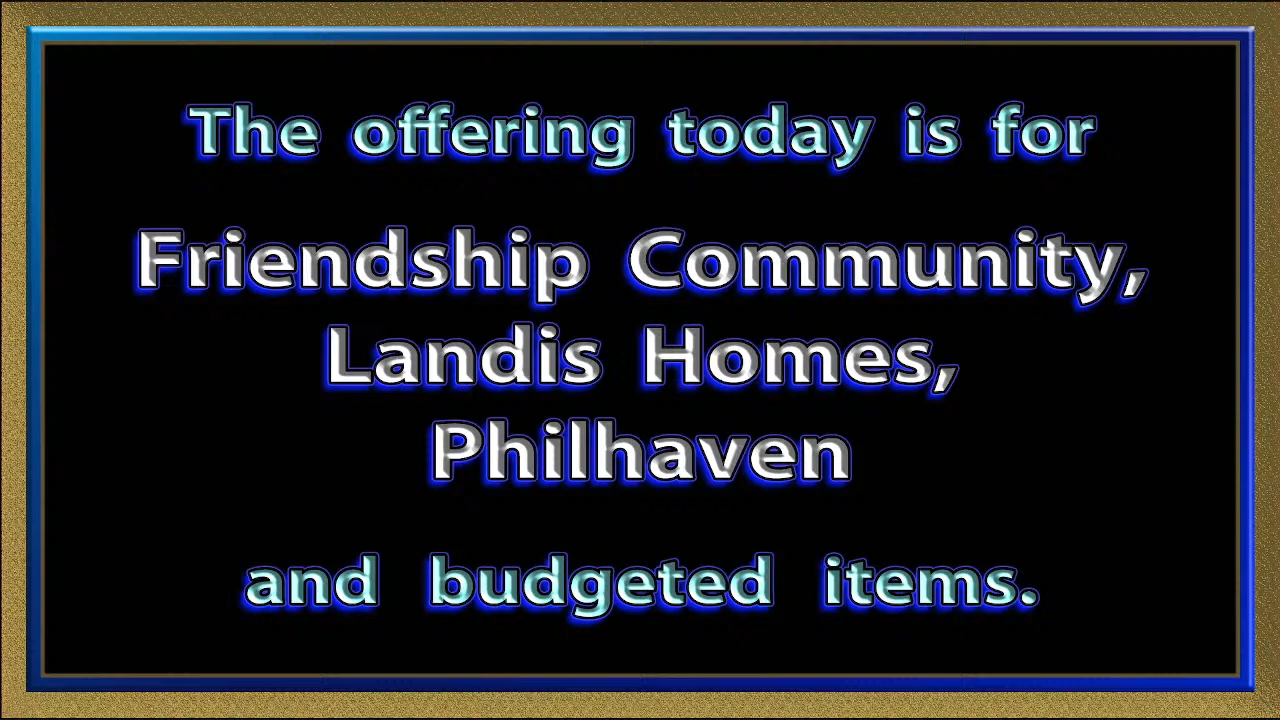 The offering today is for
Friendship Community,
Landis Homes,
Philhaven
and budgeted items.